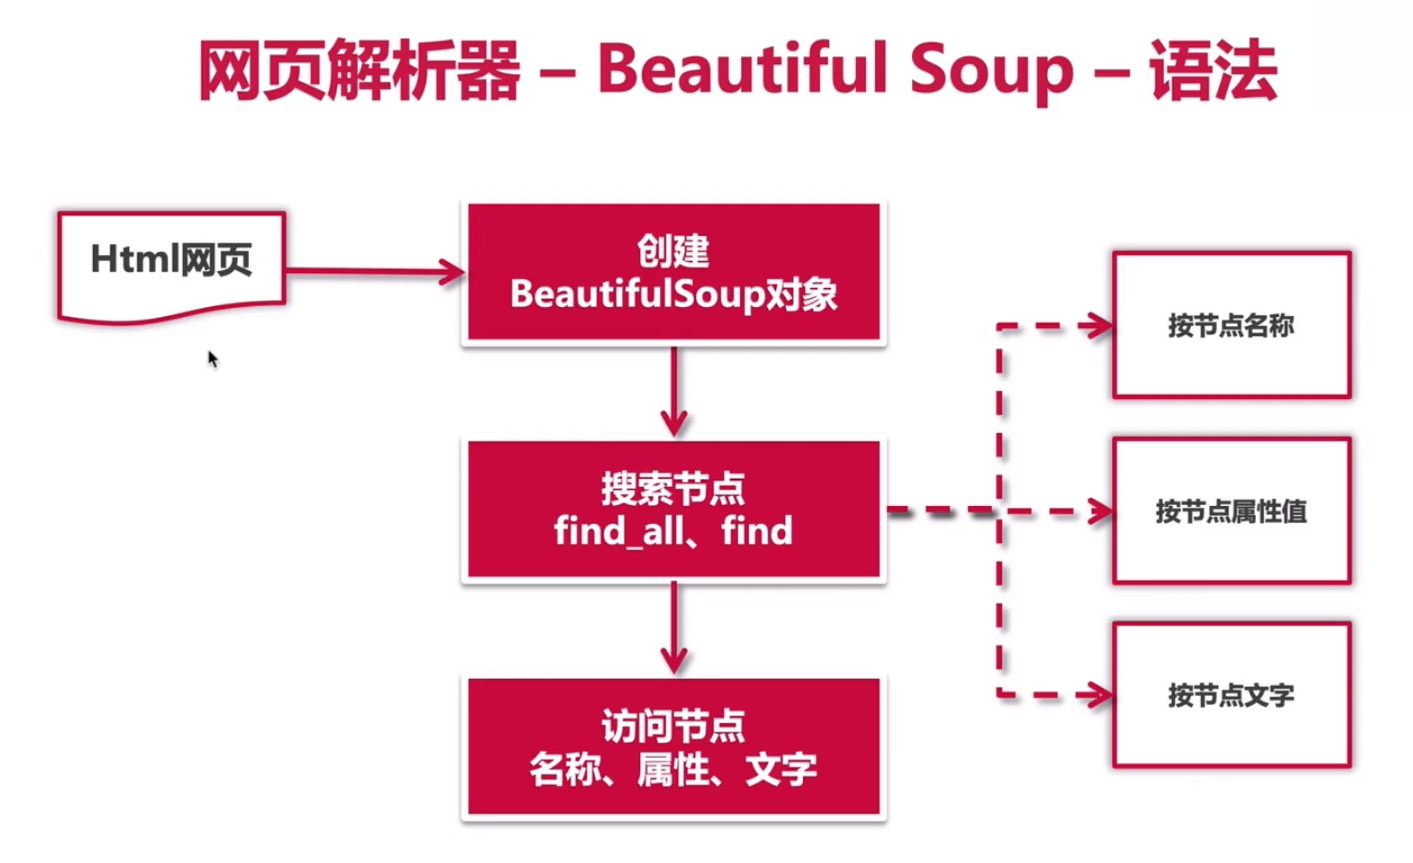 网页解析器 – Beautiful Soup – 语法
Html网页
创建
BeautifulSoup对象
搜索节点
find_all、find
访问节点
名称、属性、文字
按节点名称
按节点属性值
按节点文字